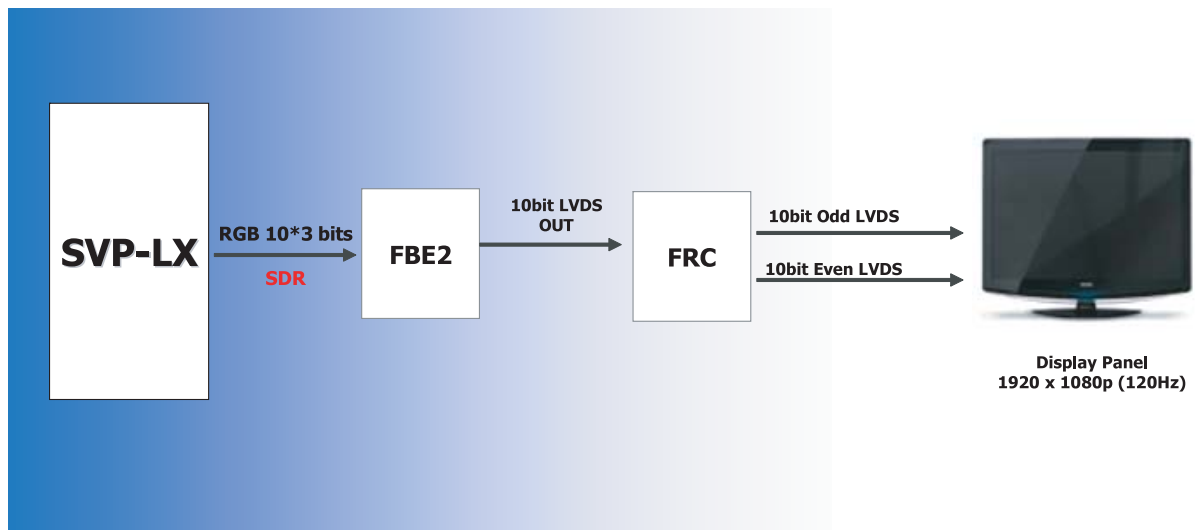 SVP-LX
RGB 10*3 bits
SDR
FBE2
10bit LVDS
OUT
FRC
10bit Odd LVDS
10bit Even LVDS
Display Panel
1920 x 1080p (120Hz)